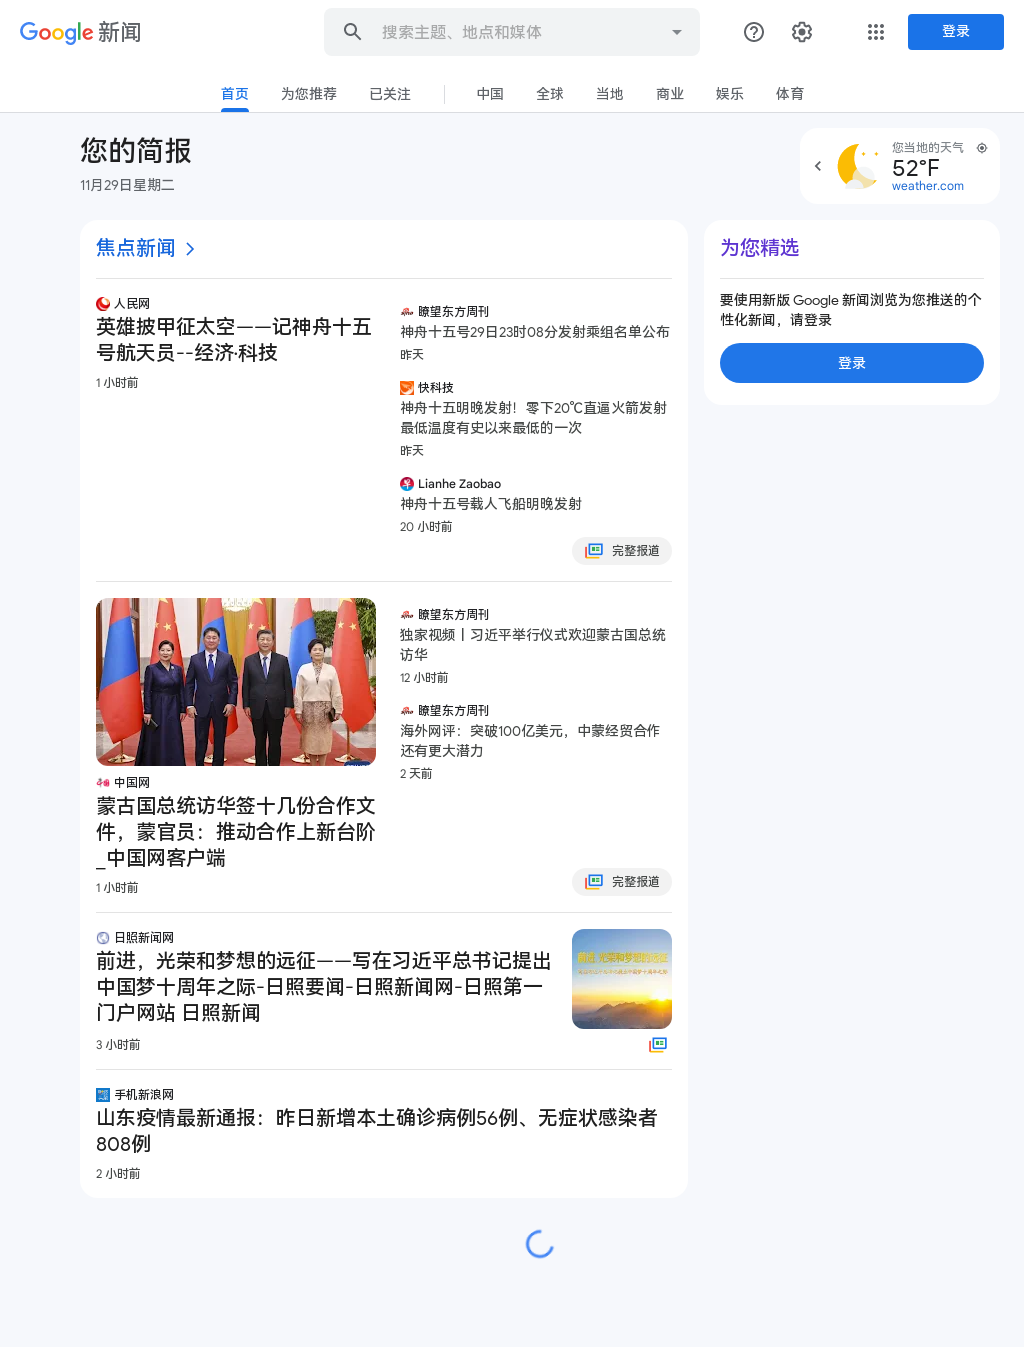 Google 新闻
搜索主题、地点和媒体
登录
首页 为您推荐 已关注 中国 全球 当地 商业 娱乐 体育
您的简报
11月29日星期二
您当地的天气
52°F
weather.com
焦点新闻
人民网
英雄披甲征太空——记神舟十五
号航天员--经济·科技
1 小时前
瞭望东方周刊
神舟十五号29日23时08分发射乘组名单公布
昨天
快科技
神舟十五明晚发射！零下20℃直逼火箭发射
最低温度有史以来最低的一次
昨天
Lianhe Zaobao
神舟十五号载人飞船明晚发射
20 小时前
完整报道
中国网
蒙古国总统访华签十几份合作文
件，蒙官员：推动合作上新台阶
_中国网客户端
1 小时前
瞭望东方周刊
独家视频丨习近平举行仪式欢迎蒙古国总统
访华
12 小时前
瞭望东方周刊
海外网评：突破100亿美元，中蒙经贸合作
还有更大潜力
2 天前
完整报道
日照新闻网
前进，光荣和梦想的远征——写在习近平总书记提出
中国梦十周年之际-日照要闻-日照新闻网-日照第一
门户网站 日照新闻
3 小时前
前进,光荣和梦想的远征
手机新浪网
山东疫情最新通报：昨日新增本土确诊病例56例、无症状感染者
808例
2 小时前
为您精选
要使用新版 Google 新闻浏览为您推送的个
性化新闻，请登录
登录